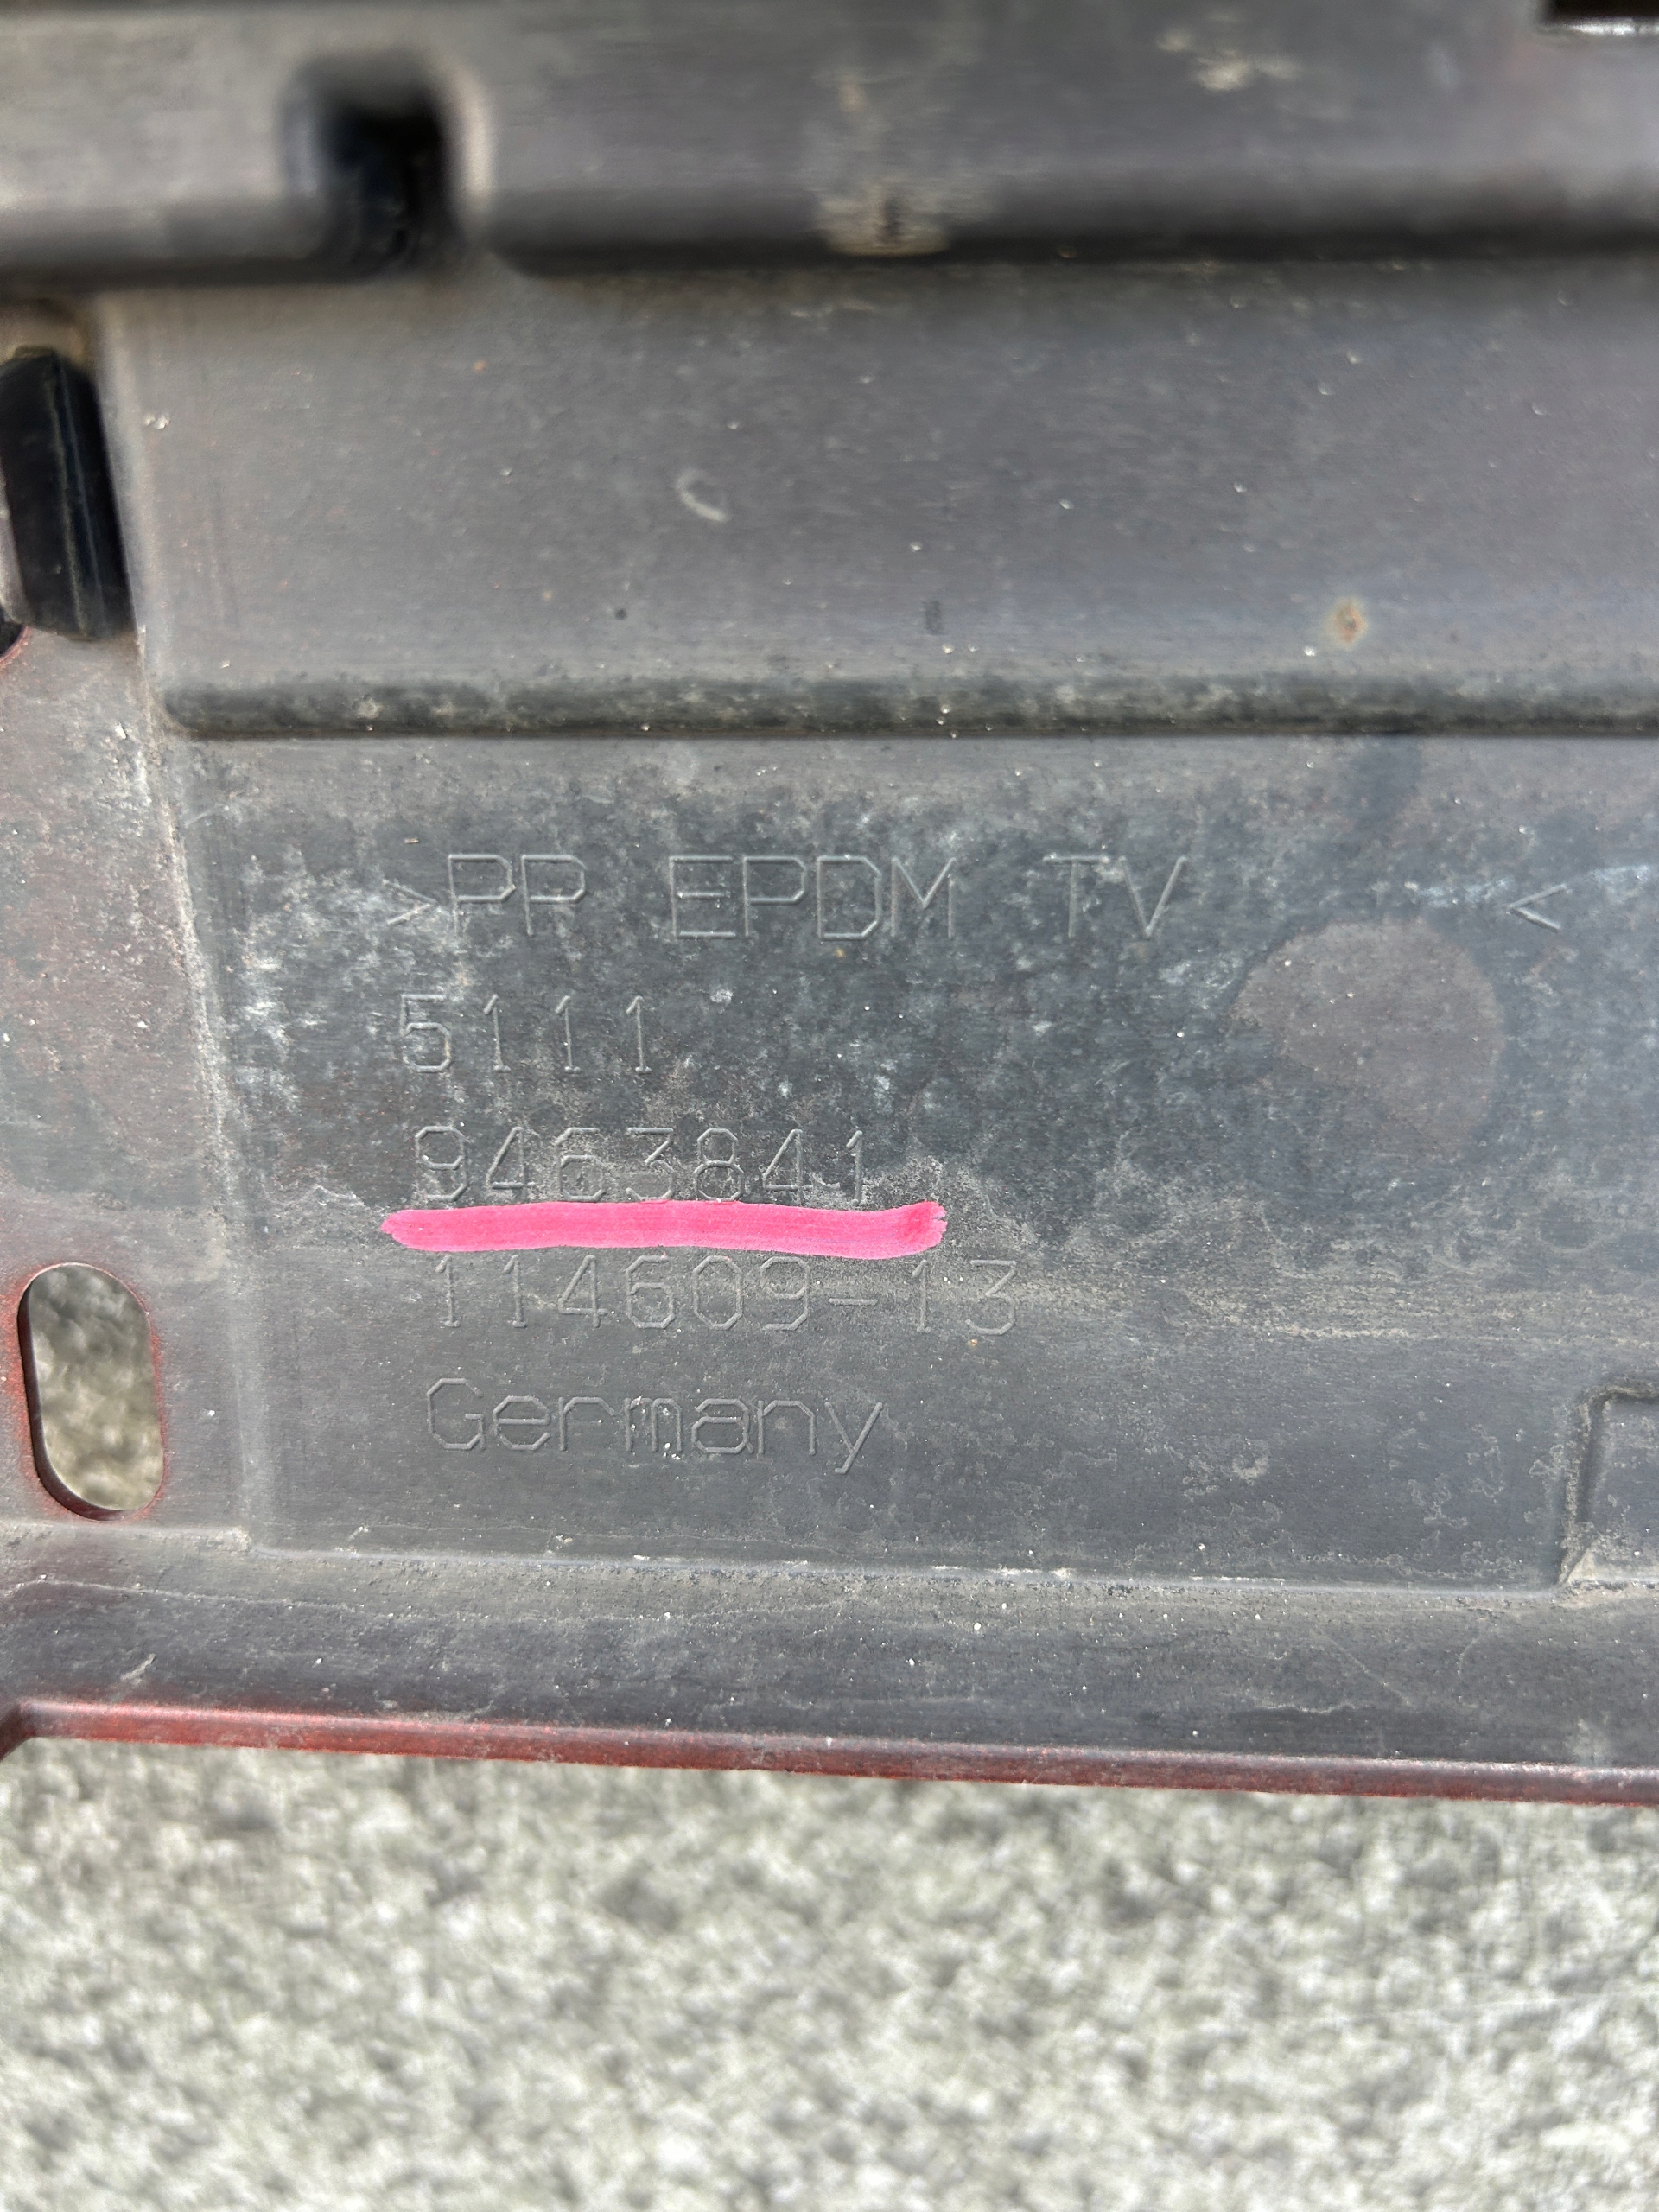 >PP EPDM TV <
5111
9463841
114609-13
Germany